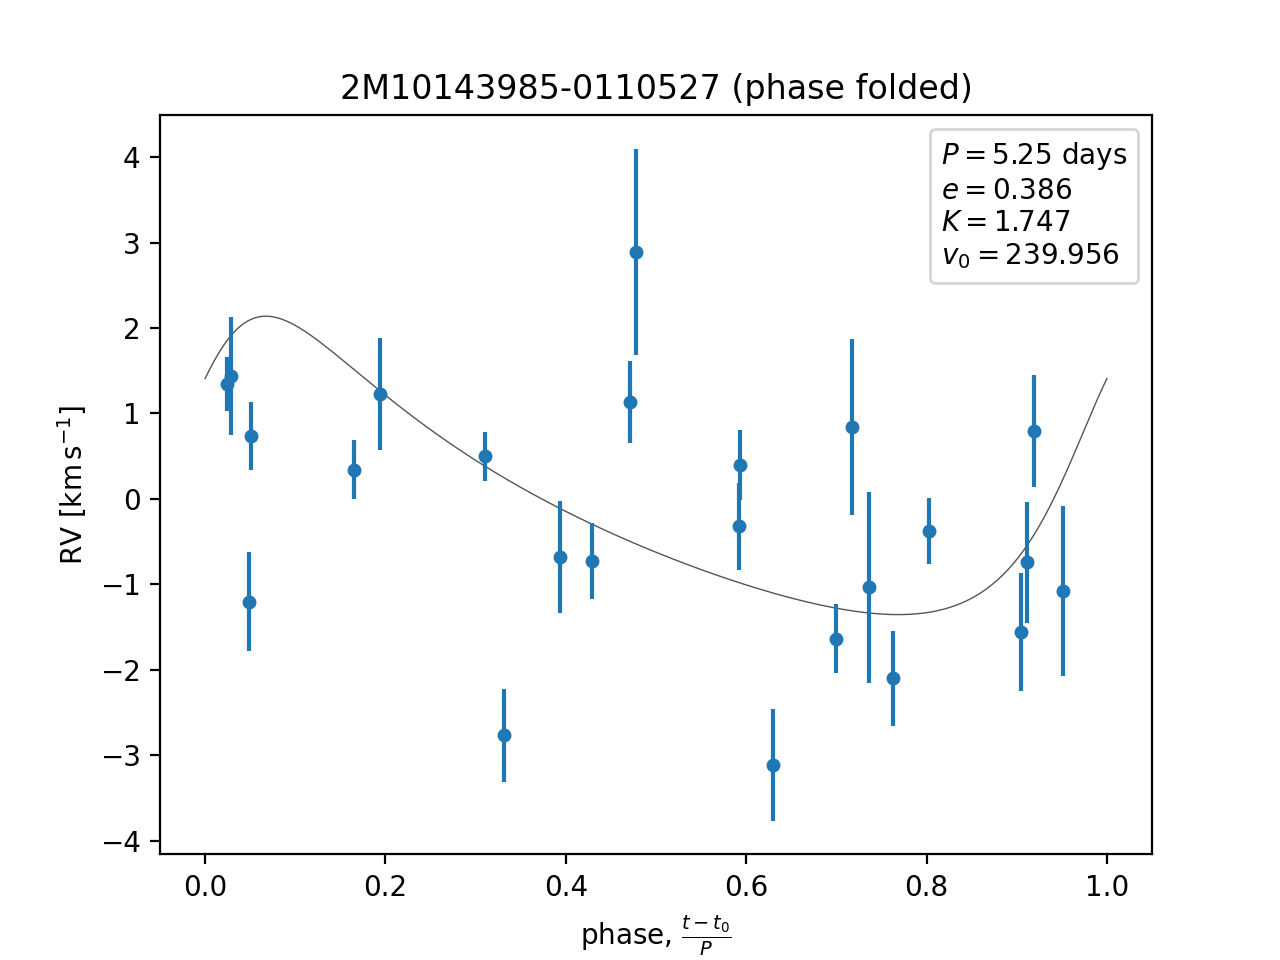 2M10143985-0110527 (phase folded)
P = 5.25 days
e = 0.386
K = 1.747
v₀ = 239.956
RV [km s⁻¹]
4
3
2
1
0
−1
−2
−3
−4
0.0 0.2 0.4 0.6 0.8 1.0
phase, (t − t₀)/P